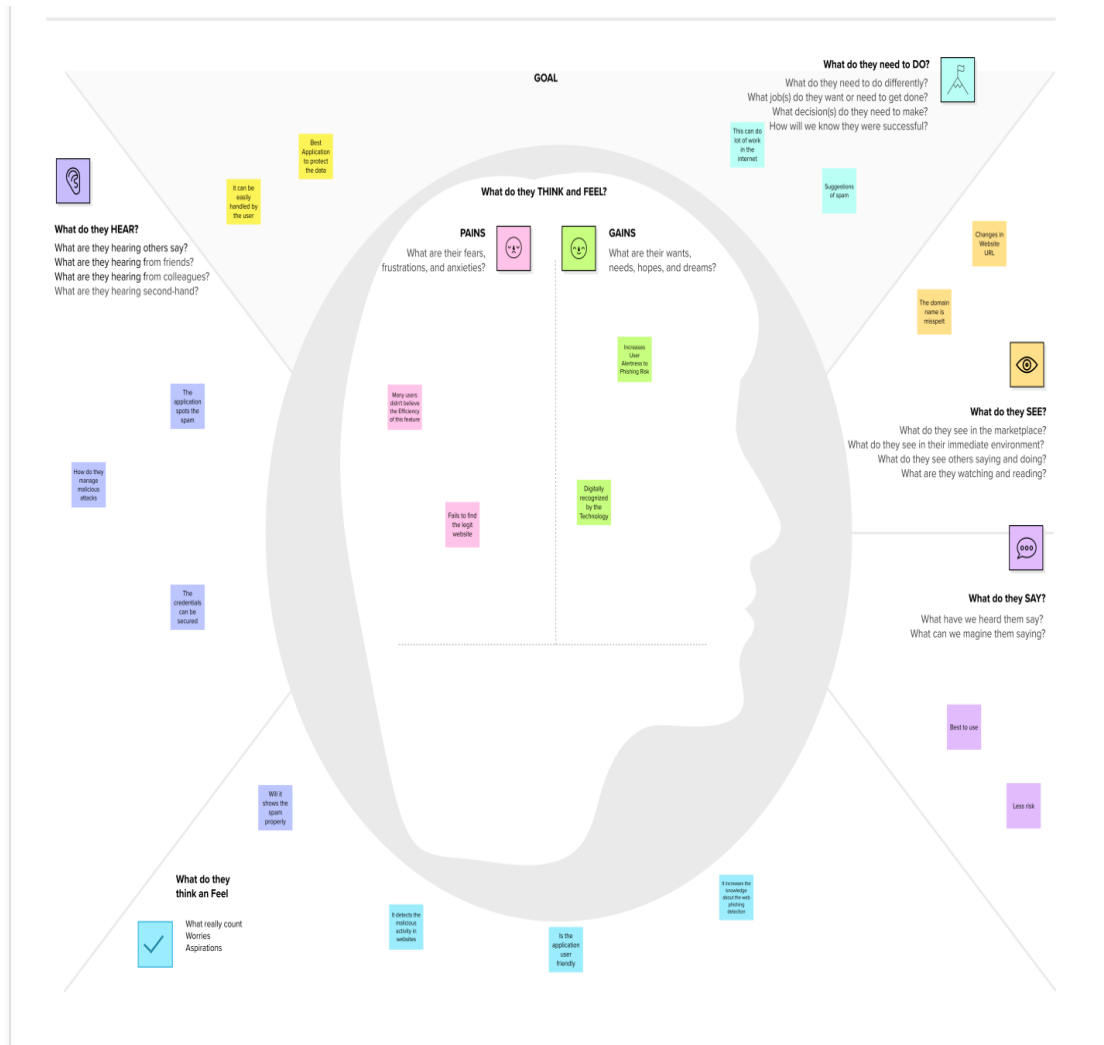 GOAL
What do they need to DO?
What do they need to do differently?
What job(s) do they want or need to get done?
What decision(s) do they need to make?
How will we know they were successful?
This can do
lot of work
in the
internet
Suggestions
of spam
Best
Application
to protect
the data
It can be
easily
handled by
the user
What do they HEAR?
What are they hearing others say?
What are they hearing from friends?
What are they hearing from colleagues?
What are they hearing second-hand?
What do they THINK and FEEL?
PAINS
What are their fears,
frustrations, and anxieties?
GAINS
What are their wants,
needs, hopes, and dreams?
Changes in
Website
URL
The domain
name is
misspelt
What do they SEE?
What do they see in the marketplace?
What do they see in their immediate environment?
What do they see others saying and doing?
What are they watching and reading?
Increases
User
Alertness to
Phishing Risk
Many users
didn't believe
the Efficiency
of this feature
The
application
spots the
spam
How do they
manage
malicious
attacks
Digitally
recognized
by the
Technology
Fails to find
the legit
website
The
credentials
can be
secured
What do they SAY?
What have we heard them say?
What can we magine them saying?
Best to use
Less risk
Will it
shows the
spam
properly
What do they
think an Feel
What really count
Worries
Aspirations
It detects the
malicious
activity in
websites
Is the
application
user
friendly
It increases the
knowledge
about the web
phishing
detection